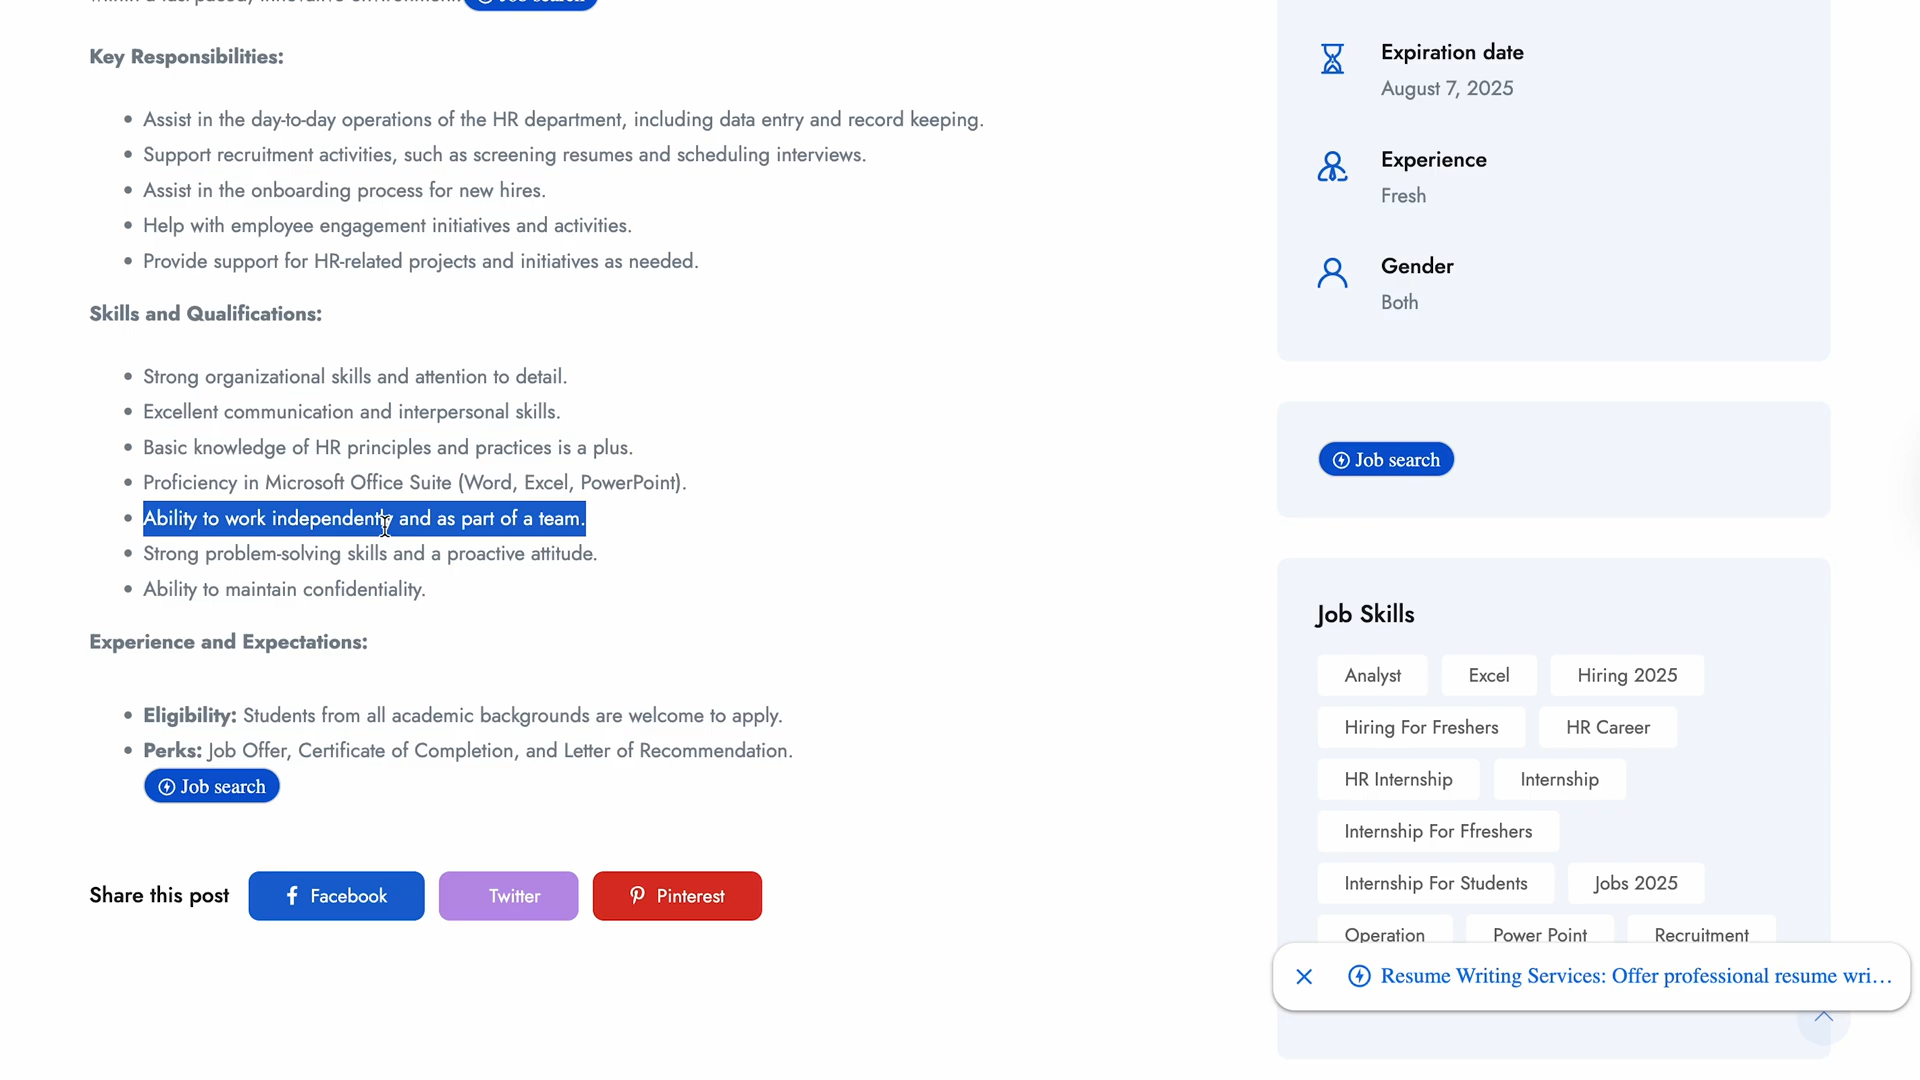 Job search
Key Responsibilities:
Assist in the day-to-day operations of the HR department, including data entry and record keeping.
Support recruitment activities, such as screening resumes and scheduling interviews.
Assist in the onboarding process for new hires.
Help with employee engagement initiatives and activities.
Provide support for HR-related projects and initiatives as needed.
Skills and Qualifications:
Strong organizational skills and attention to detail.
Excellent communication and interpersonal skills.
Basic knowledge of HR principles and practices is a plus.
Proficiency in Microsoft Office Suite (Word, Excel, PowerPoint).
Ability to work independently and as part of a team.
Strong problem-solving skills and a proactive attitude.
Ability to maintain confidentiality.
Experience and Expectations:
Eligibility: Students from all academic backgrounds are welcome to apply.
Perks: Job Offer, Certificate of Completion, and Letter of Recommendation.
Job search
Share this post
Facebook
Twitter
Pinterest
Expiration date
August 7, 2025
Experience
Fresh
Gender
Both
Job search
Job Skills
Analyst Excel Hiring 2025
Hiring For Freshers HR Career
HR Internship Internship
Internship For Ffreshers
Internship For Students Jobs 2025
Operation Power Point Recruitment
Resume Writing Services: Offer professional resume wri...